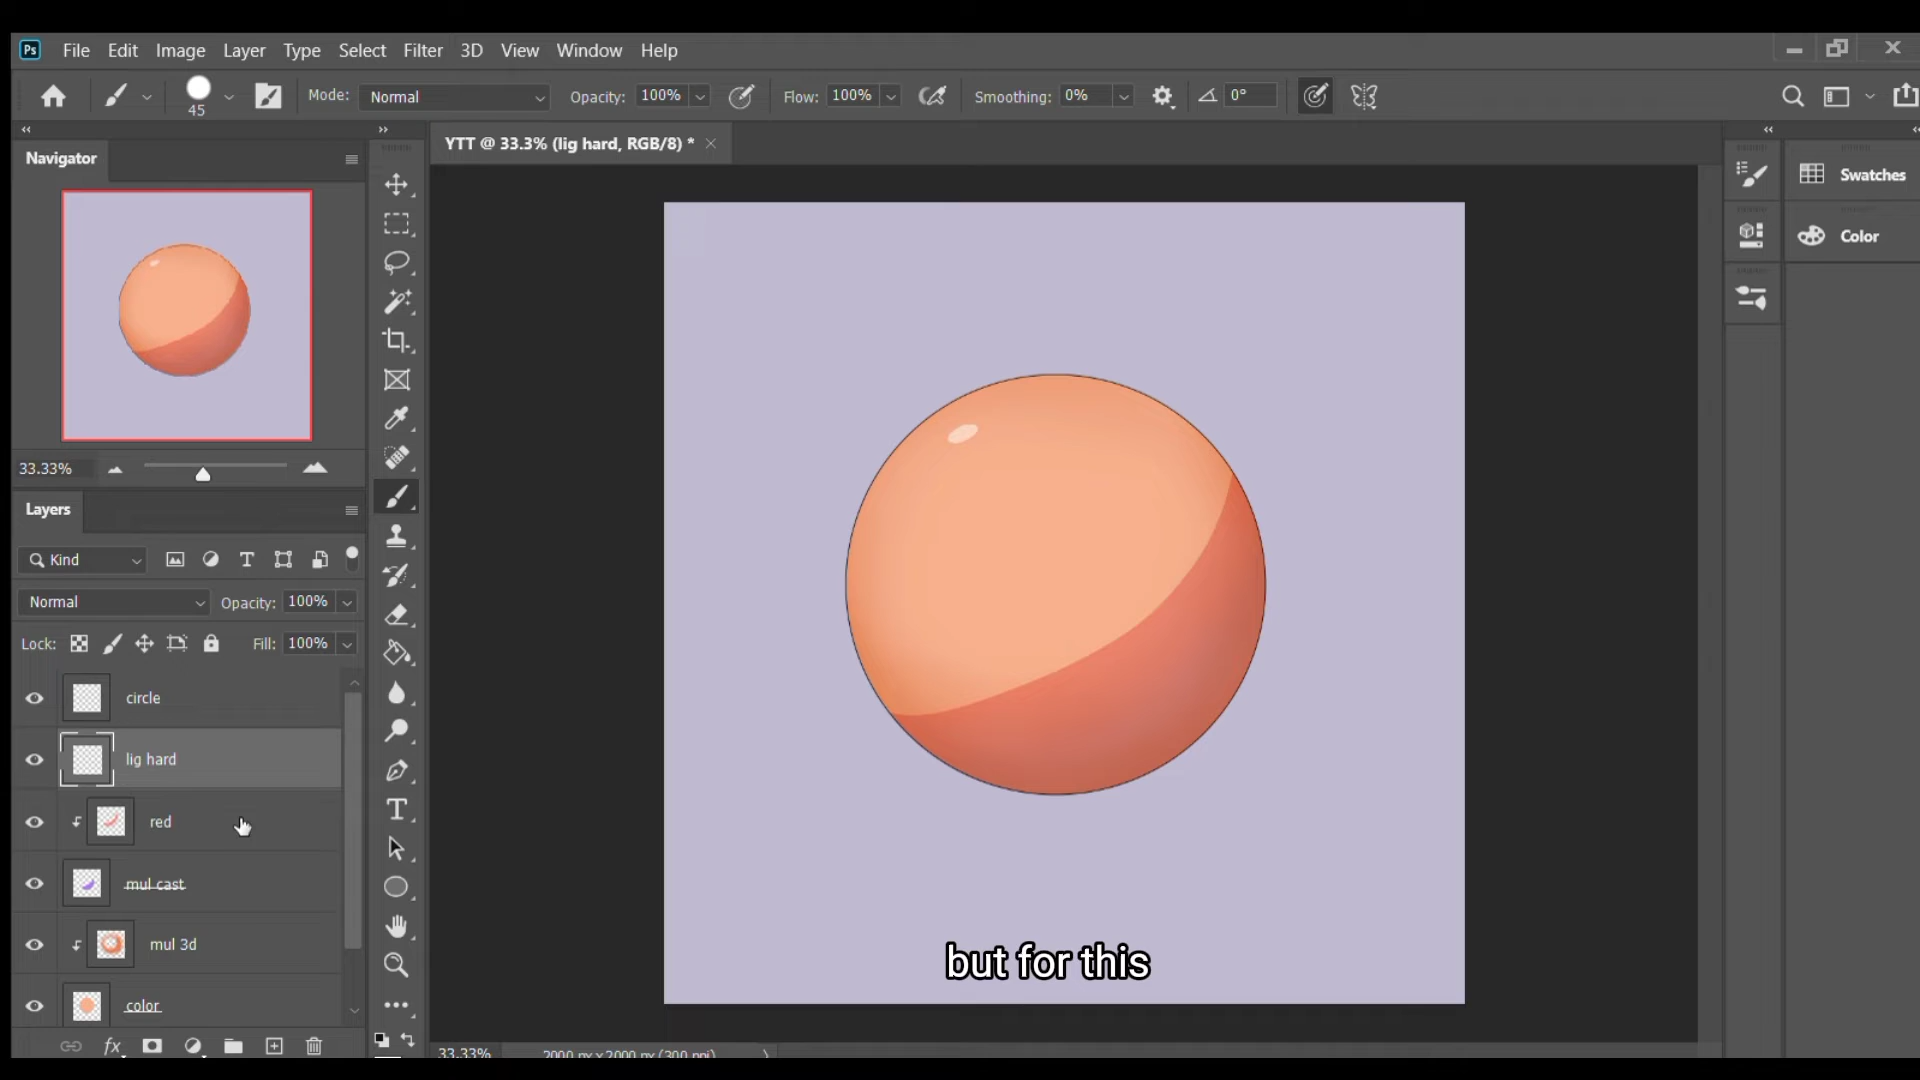 Ps File Edit Image Layer Type Select Filter 3D View Window Help
45 Mode: Normal Opacity: 100% Flow: 100% Smoothing: 0% 0°
Navigator
YTT @ 33.3% (lig hard, RGB/8) *
Swatches
Color
33.33%
Layers
Kind
Normal Opacity: 100%
Lock: Fill: 100%
circle
lig hard
red
mul cast
mul 3d
color
fx
but for this
33.33% 2000 px x 2000 px (300 ppi)